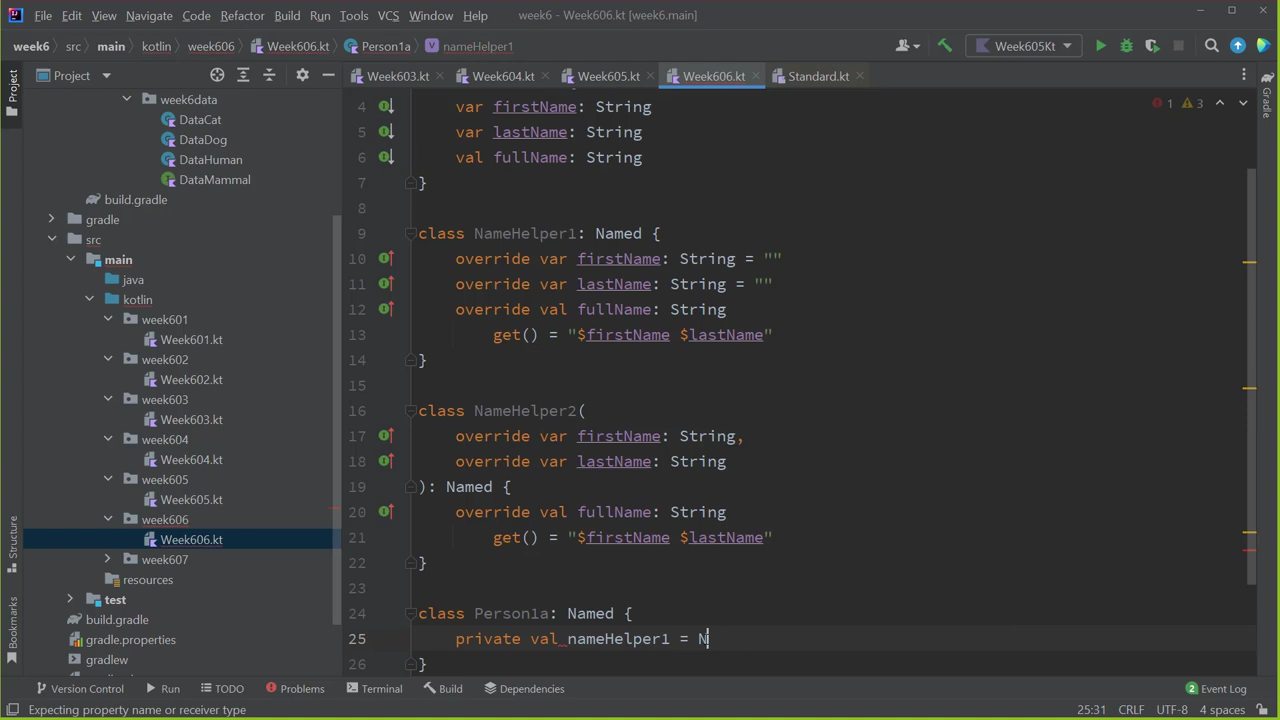 File Edit View Navigate Code Refactor Build Run Tools VCS Window Help week6 - Week606.kt [week6.main]
week6 src main kotlin week606 Week606.kt Person1a nameHelper1 Week605Kt
Project Week603.kt Week604.kt Week605.kt Week606.kt Standard.kt
Project
Gradle
Structure
Bookmarks
week6data
DataCat
DataDog
DataHuman
DataMammal
build.gradle
gradle
src
main
java
kotlin
week601
Week601.kt
week602
Week602.kt
week603
Week603.kt
week604
Week604.kt
week605
Week605.kt
week606
Week606.kt
week607
resources
test
build.gradle
gradle.properties
gradlew
1 3
4 var firstName: String
5 var lastName: String
6 val fullName: String
7 }
8
9 class NameHelper1: Named {
10 override var firstName: String = ""
11 override var lastName: String = ""
12 override val fullName: String
13 get() = "$firstName $lastName"
14 }
15
16 class NameHelper2(
17 override var firstName: String,
18 override var lastName: String
19 ): Named {
20 override val fullName: String
21 get() = "$firstName $lastName"
22 }
23
24 class Person1a: Named {
25 private val nameHelper1 = N
26 }
Version Control Run TODO Problems Terminal Build Dependencies 2 Event Log
Expecting property name or receiver type 25:31 CRLF UTF-8 4 spaces